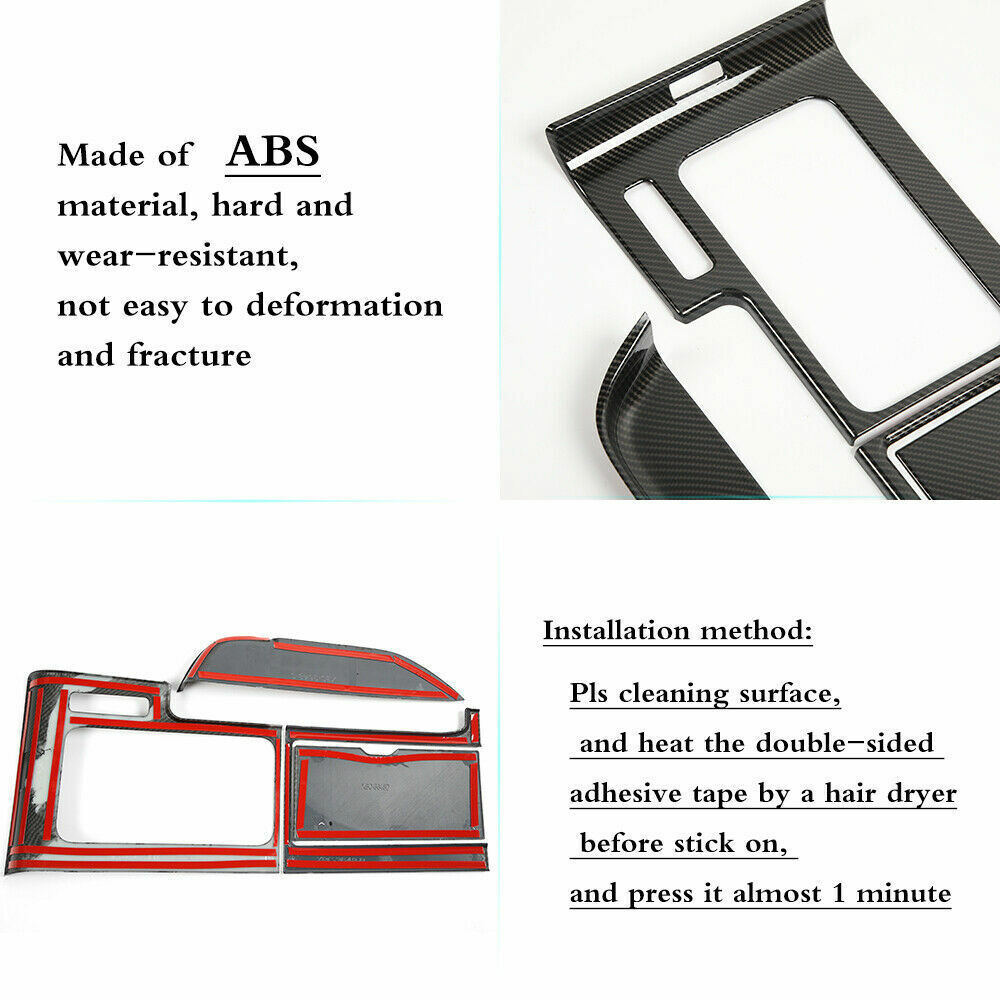 Made of ABS
material, hard and
wear-resistant,
not easy to deformation
and fracture
Installation method:
Pls cleaning surface,
and heat the double-sided
adhesive tape by a hair dryer
before stick on,
and press it almost 1 minute